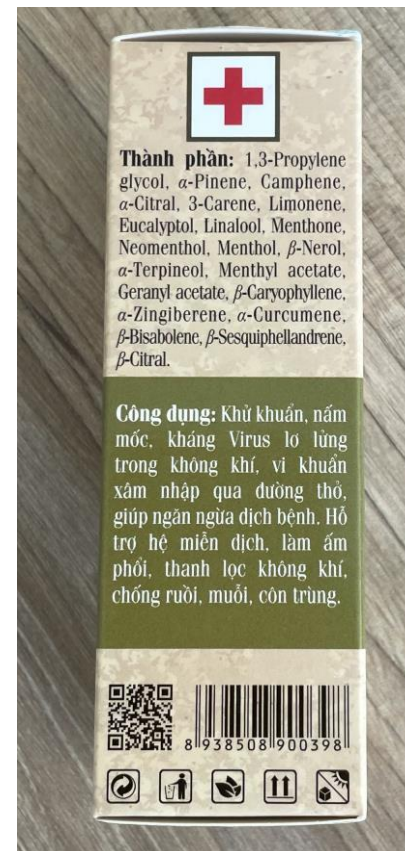 Thành phần: 1,3-Propylene
glycol, α-Pinene, Camphene,
α-Citral, 3-Carene, Limonene,
Eucalyptol, Linalool, Menthone,
Neomenthol, Menthol, β-Nerol,
α-Terpineol, Menthyl acetate,
Geranyl acetate, β-Caryophyllene,
α-Zingiberene, α-Curcumene,
β-Bisabolene, β-Sesquiphellandrene,
β-Citral.
Công dụng: Khử khuẩn, nấm
mốc, kháng Virus lơ lửng
trong không khí, vi khuẩn
xâm nhập qua đường thở,
giúp ngăn ngừa dịch bệnh. Hỗ
trợ hệ miễn dịch, làm ấm
phổi, thanh lọc không khí,
chống ruồi, muỗi, côn trùng.
8 938508 900398